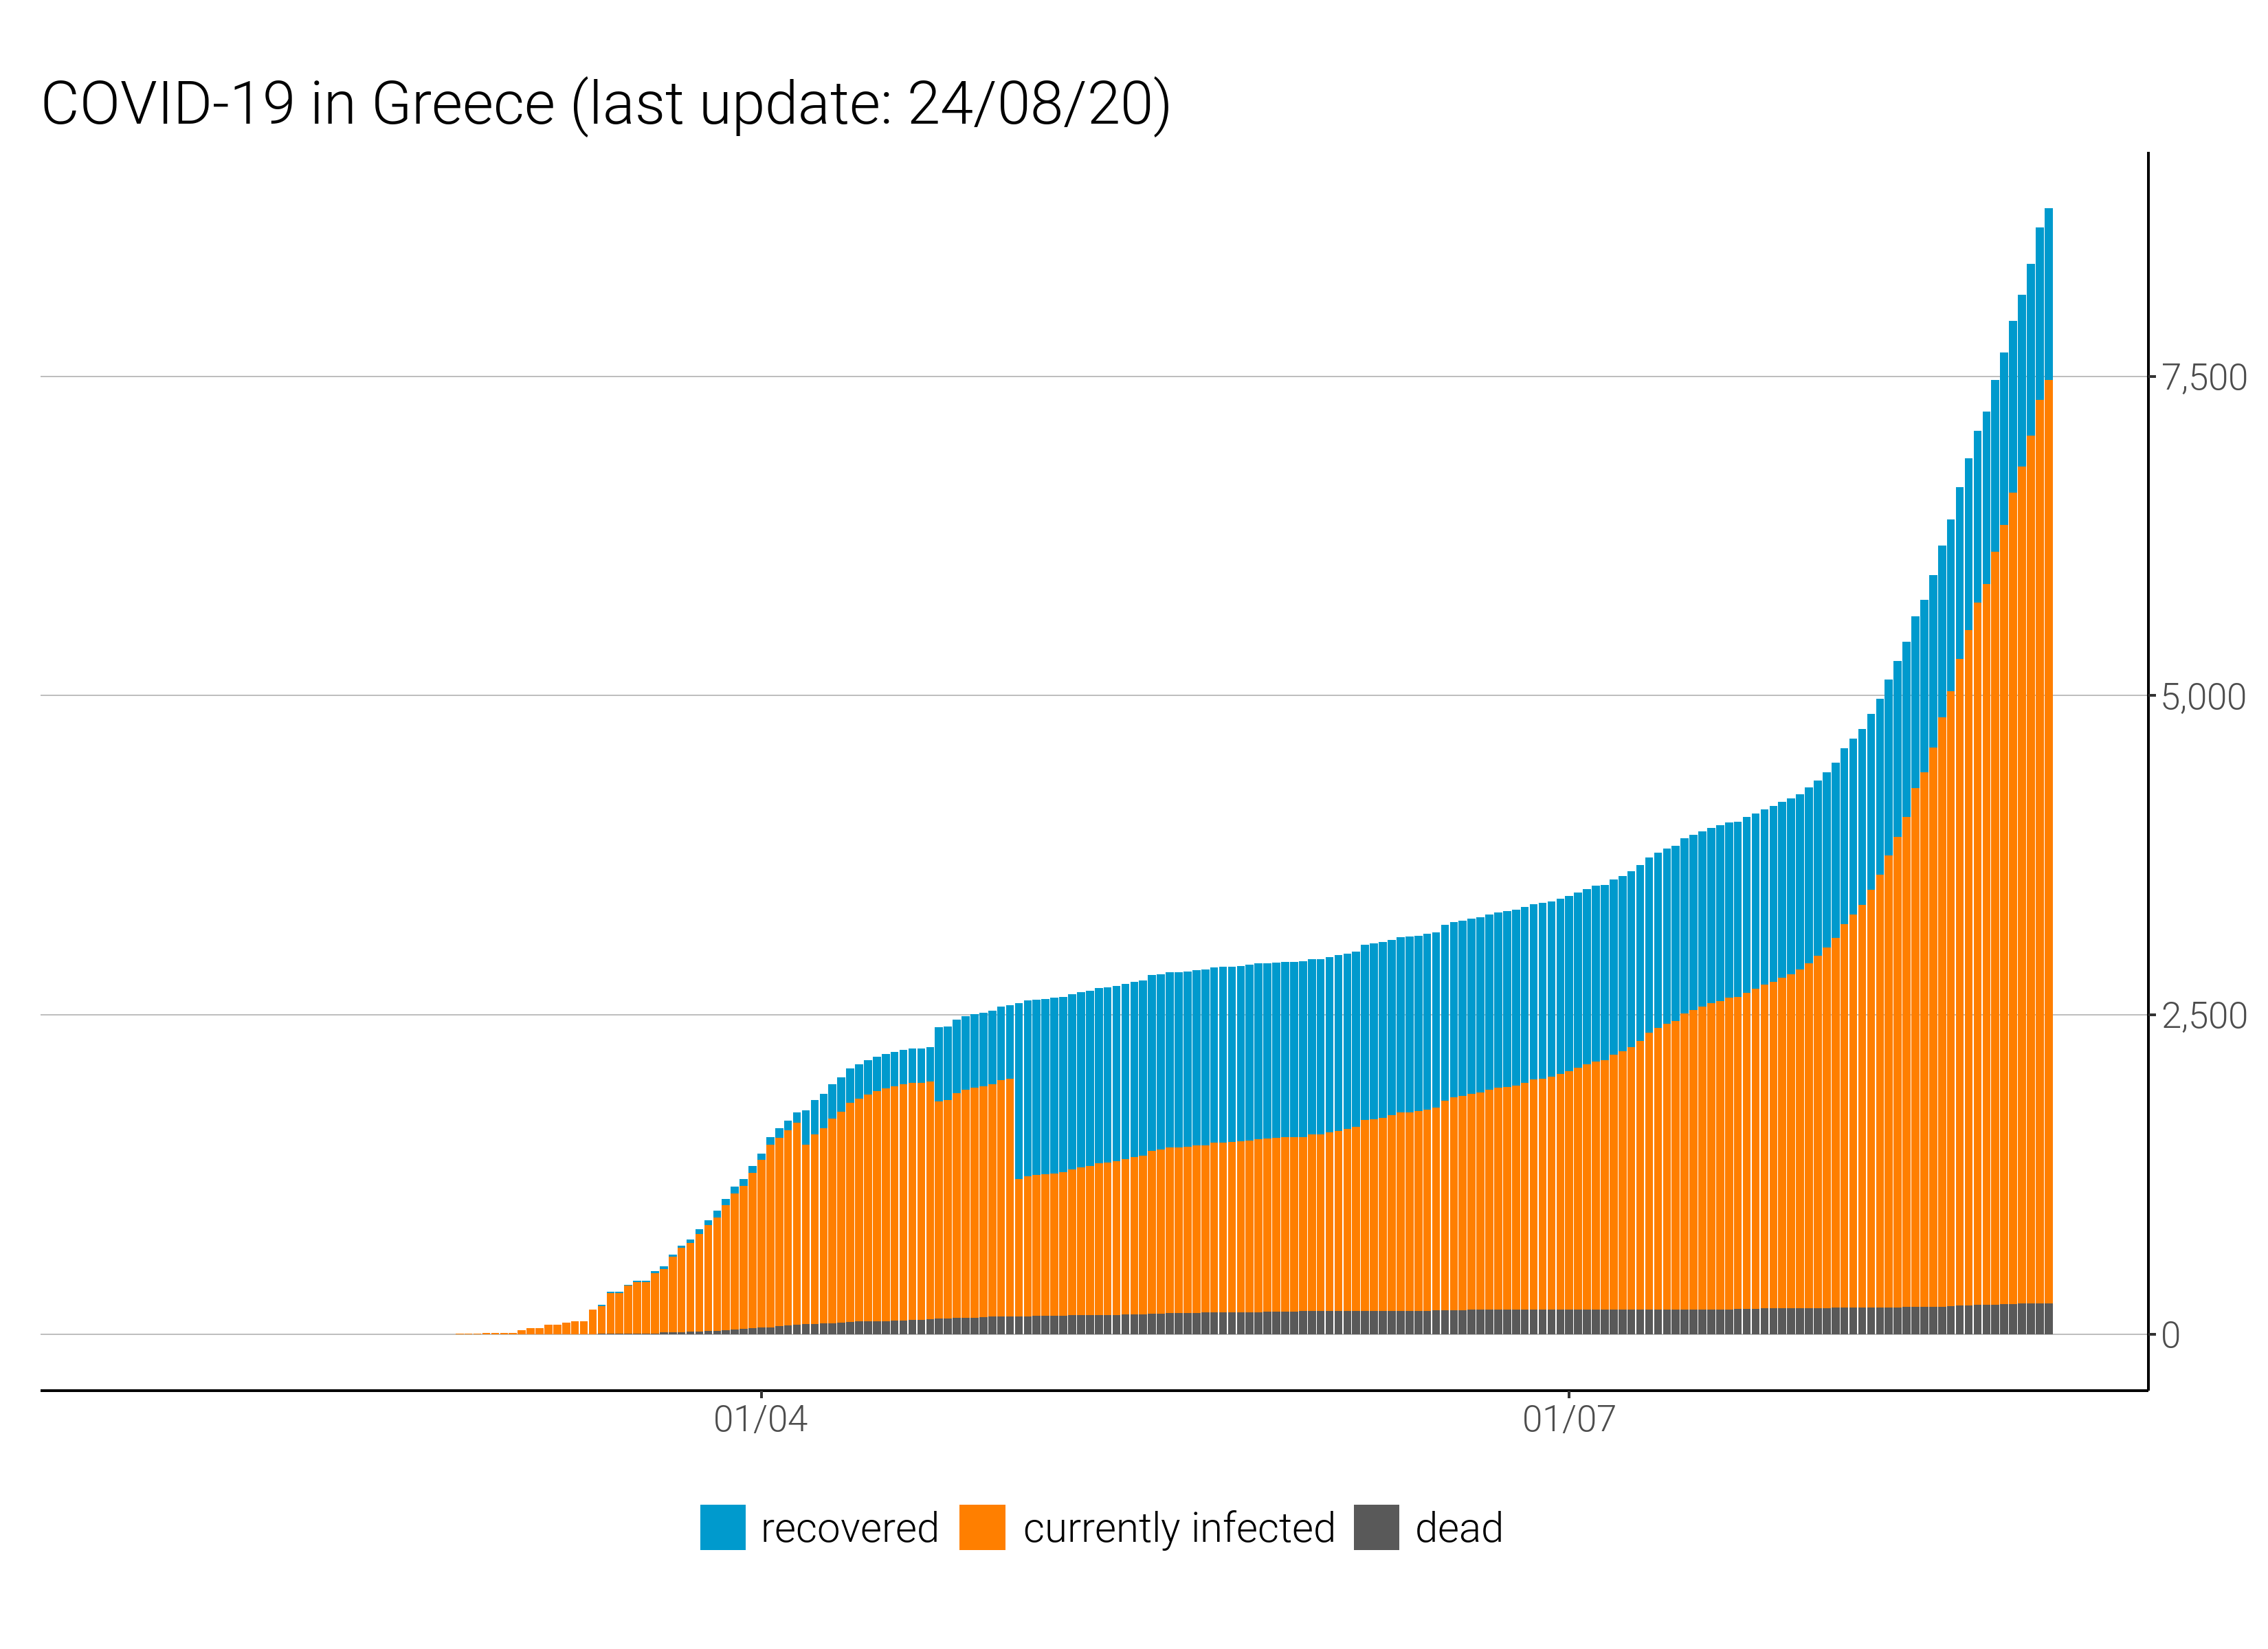 COVID-19 in Greece (last update: 24/08/20)
7,500
5,000
2,500
0
01/04 01/07
recovered currently infected dead